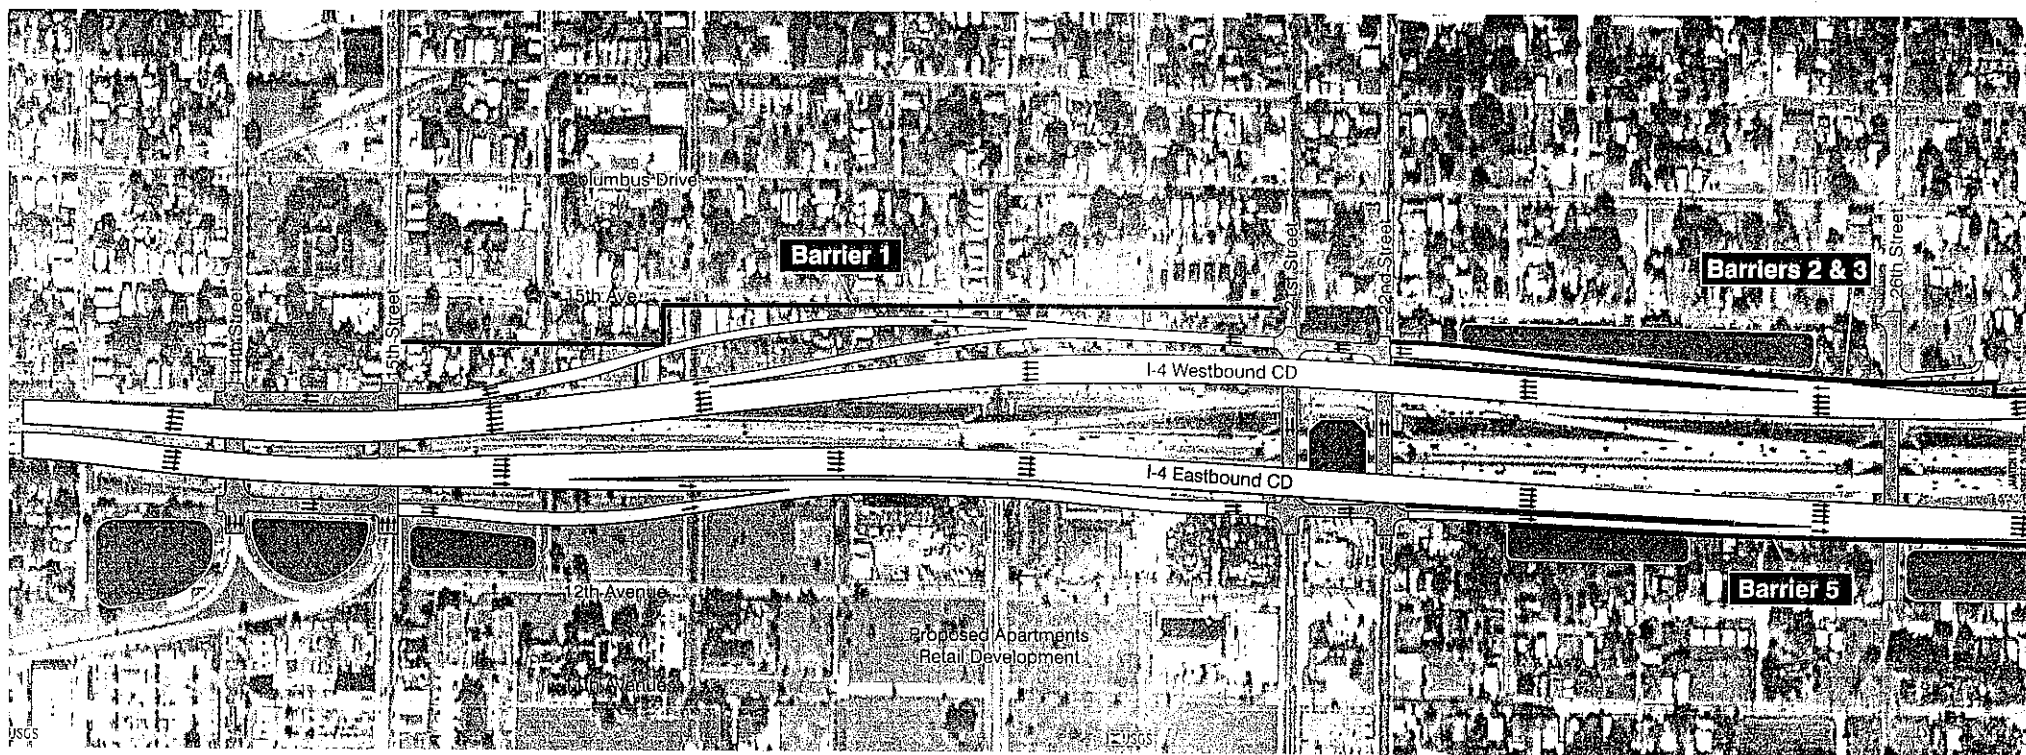 Columbus Drive
Barrier 1
21st Street
22nd Street
26th Street
Barriers 2 & 3
14th Street
15th Street
15th Ave
I-4 Westbound CD
I-4 Eastbound CD
12th Avenue
Barrier 5
Proposed Apartments
Retail Development
Avenue
USGS
USGS